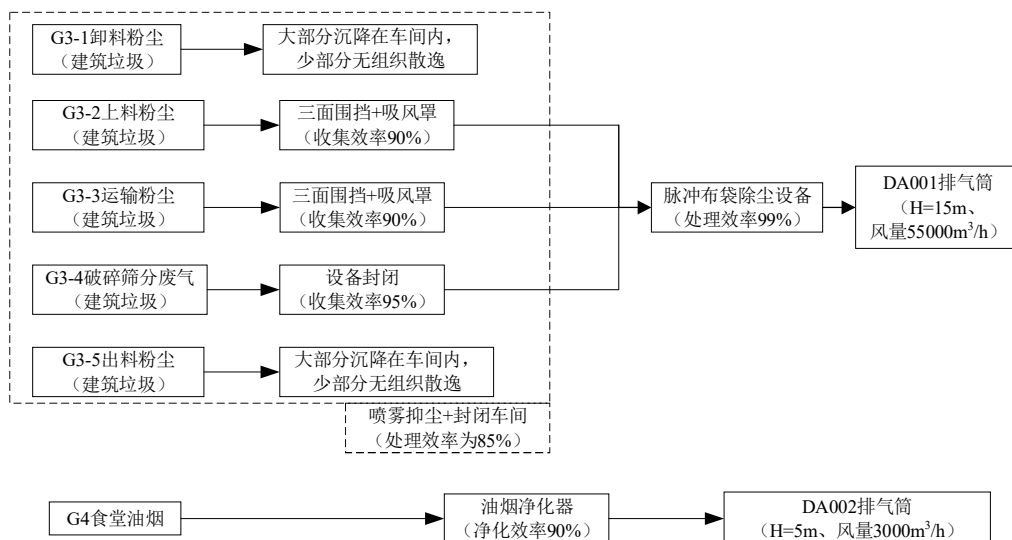 G3-1卸料粉尘
（建筑垃圾）
大部分沉降在车间内，
少部分无组织散逸
G3-2上料粉尘
（建筑垃圾）
三面围挡+吸风罩
（收集效率90%）
G3-3运输粉尘
（建筑垃圾）
三面围挡+吸风罩
（收集效率90%）
脉冲布袋除尘设备
（处理效率99%）
DA001排气筒
（H=15m、
风量55000m³/h）
G3-4破碎筛分废气
（建筑垃圾）
设备封闭
（收集效率95%）
G3-5出料粉尘
（建筑垃圾）
大部分沉降在车间内，
少部分无组织散逸
喷雾抑尘+封闭车间
（处理效率为85%）
G4食堂油烟
油烟净化器
（净化效率90%）
DA002排气筒
（H=5m、风量3000m³/h）